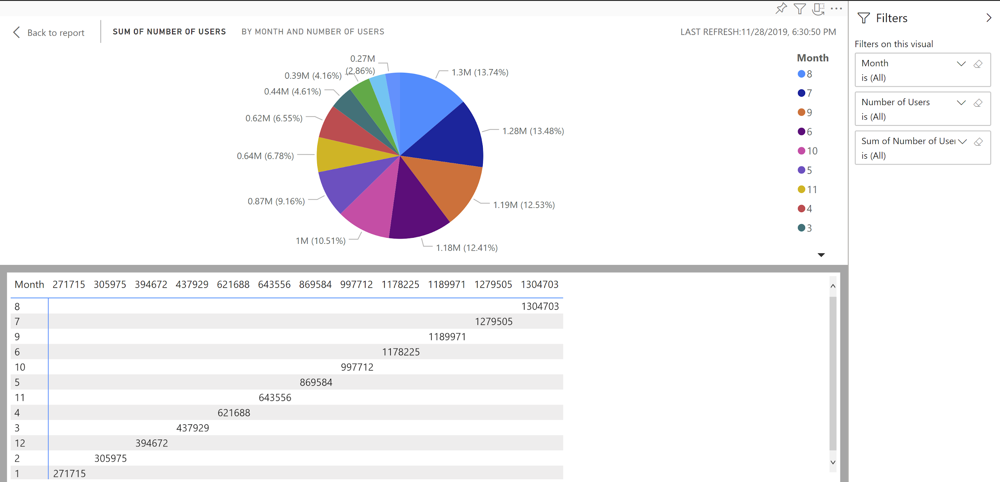 Back to report
SUM OF NUMBER OF USERS BY MONTH AND NUMBER OF USERS
LAST REFRESH:11/28/2019, 6:30:50 PM
0.27M
(2.86%)
0.39M (4.16%)
0.44M (4.61%)
0.62M (6.55%)
0.64M (6.78%)
0.87M (9.16%)
1M (10.51%)
1.3M (13.74%)
1.28M (13.48%)
1.19M (12.53%)
1.18M (12.41%)
Month
8
7
9
6
10
5
11
4
3
Filters
Filters on this visual
Month
is (All)
Number of Users
is (All)
Sum of Number of User
is (All)
Month 271715 305975 394672 437929 621688 643556 869584 997712 1178225 1189971 1279505 1304703
8 1304703
7 1279505
9 1189971
6 1178225
10 997712
5 869584
11 643556
4 621688
3 437929
12 394672
2 305975
1 271715